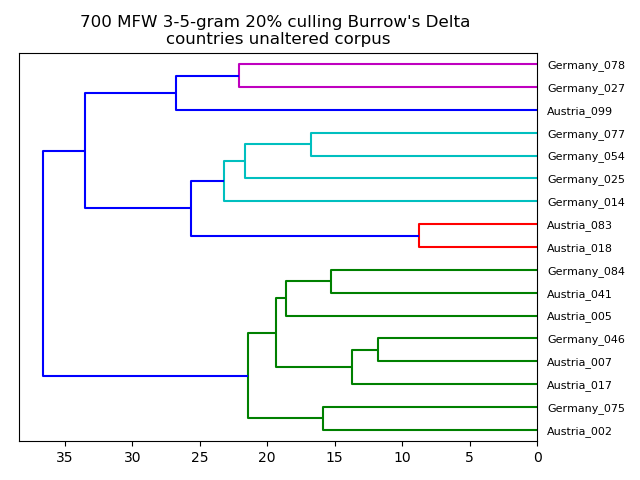 700 MFW 3-5-gram 20% culling Burrow's Delta
countries unaltered corpus
Germany_078
Germany_027
Austria_099
Germany_077
Germany_054
Germany_025
Germany_014
Austria_083
Austria_018
Germany_084
Austria_041
Austria_005
Germany_046
Austria_007
Austria_017
Germany_075
Austria_002
35 30 25 20 15 10 5 0